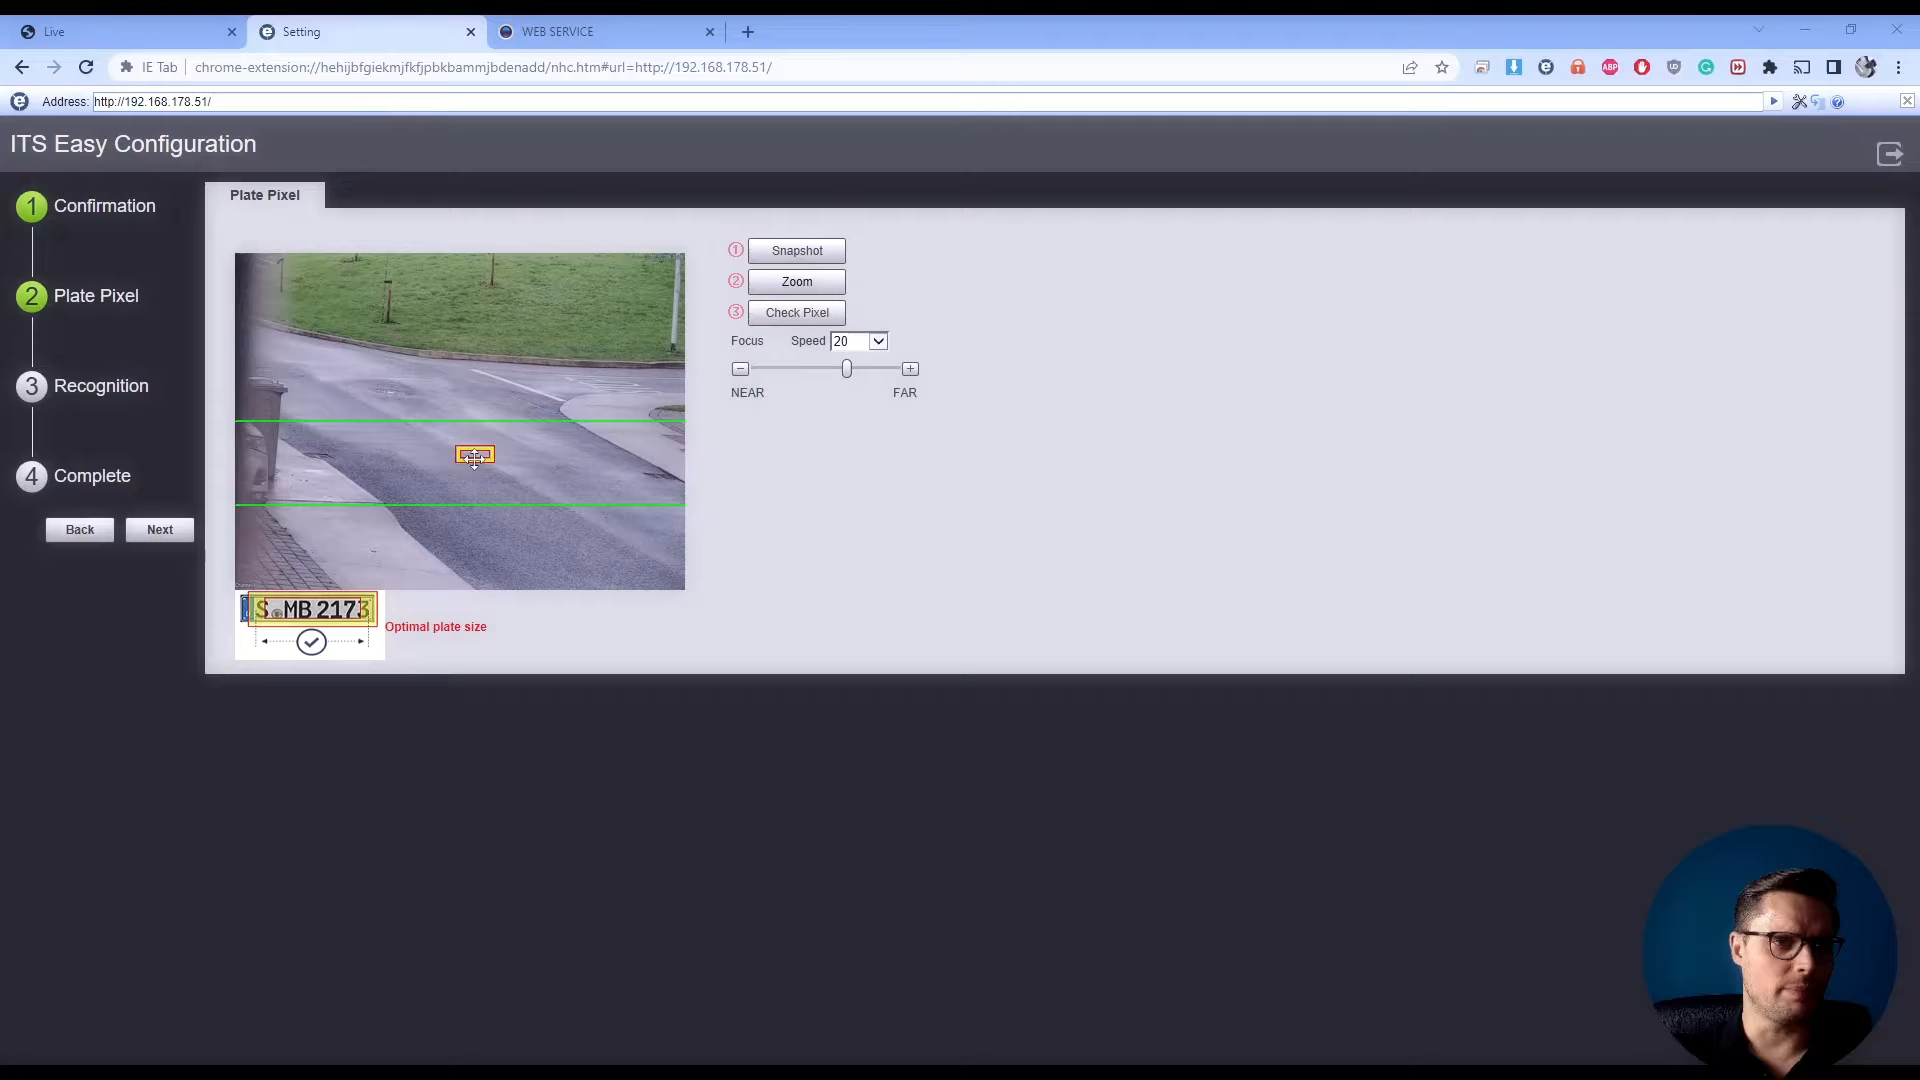 Live
Setting
WEB SERVICE
IE Tab
chrome-extension://hehijbfgiekmjfkfjpbkbammjbdenadd/nhc.htm#url=http://192.168.178.51/
ABP
Address:
http://192.168.178.51/
ITS Easy Configuration
1 Confirmation
2 Plate Pixel
3 Recognition
4 Complete
Back
Next
Plate Pixel
① Snapshot
② Zoom
③ Check Pixel
Focus
Speed
20
NEAR
FAR
S MB 2173
Optimal plate size